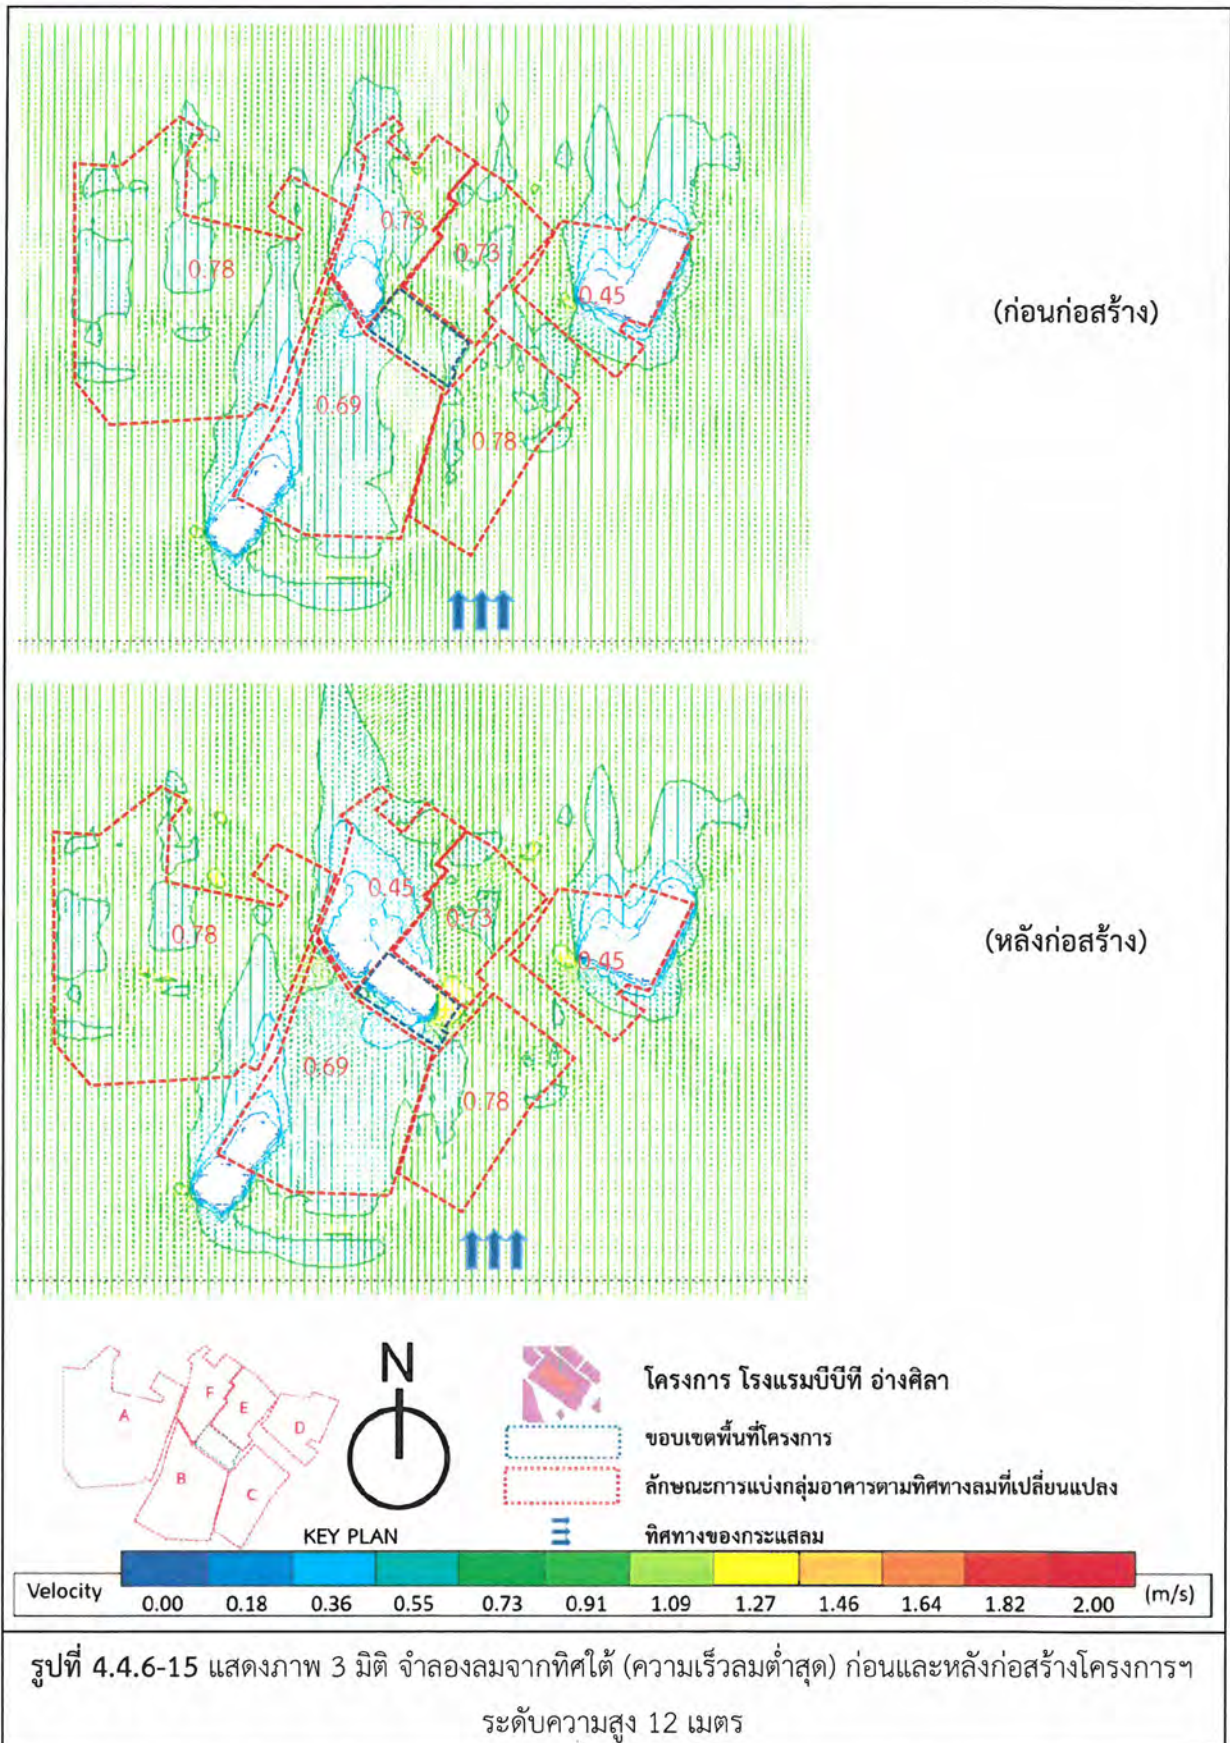 0.73
0.73
0.78
0.45
0.69
0.78
(ก่อนก่อสร้าง)
0.45
0.73
0.78
0.45
0.69
0.78
(หลังก่อสร้าง)
N
A
F
E
D
B
C
KEY PLAN
โครงการ โรงแรมบีบีที อ่างศิลา
ขอบเขตพื้นที่โครงการ
ลักษณะการแบ่งกลุ่มอาคารตามทิศทางลมที่เปลี่ยนแปลง
ทิศทางของกระแสลม
Velocity 0.00 0.18 0.36 0.55 0.73 0.91 1.09 1.27 1.46 1.64 1.82 2.00 (m/s)
รูปที่ 4.4.6-15 แสดงภาพ 3 มิติ จำลองลมจากทิศใต้ (ความเร็วลมต่ำสุด) ก่อนและหลังก่อสร้างโครงการฯ
ระดับความสูง 12 เมตร